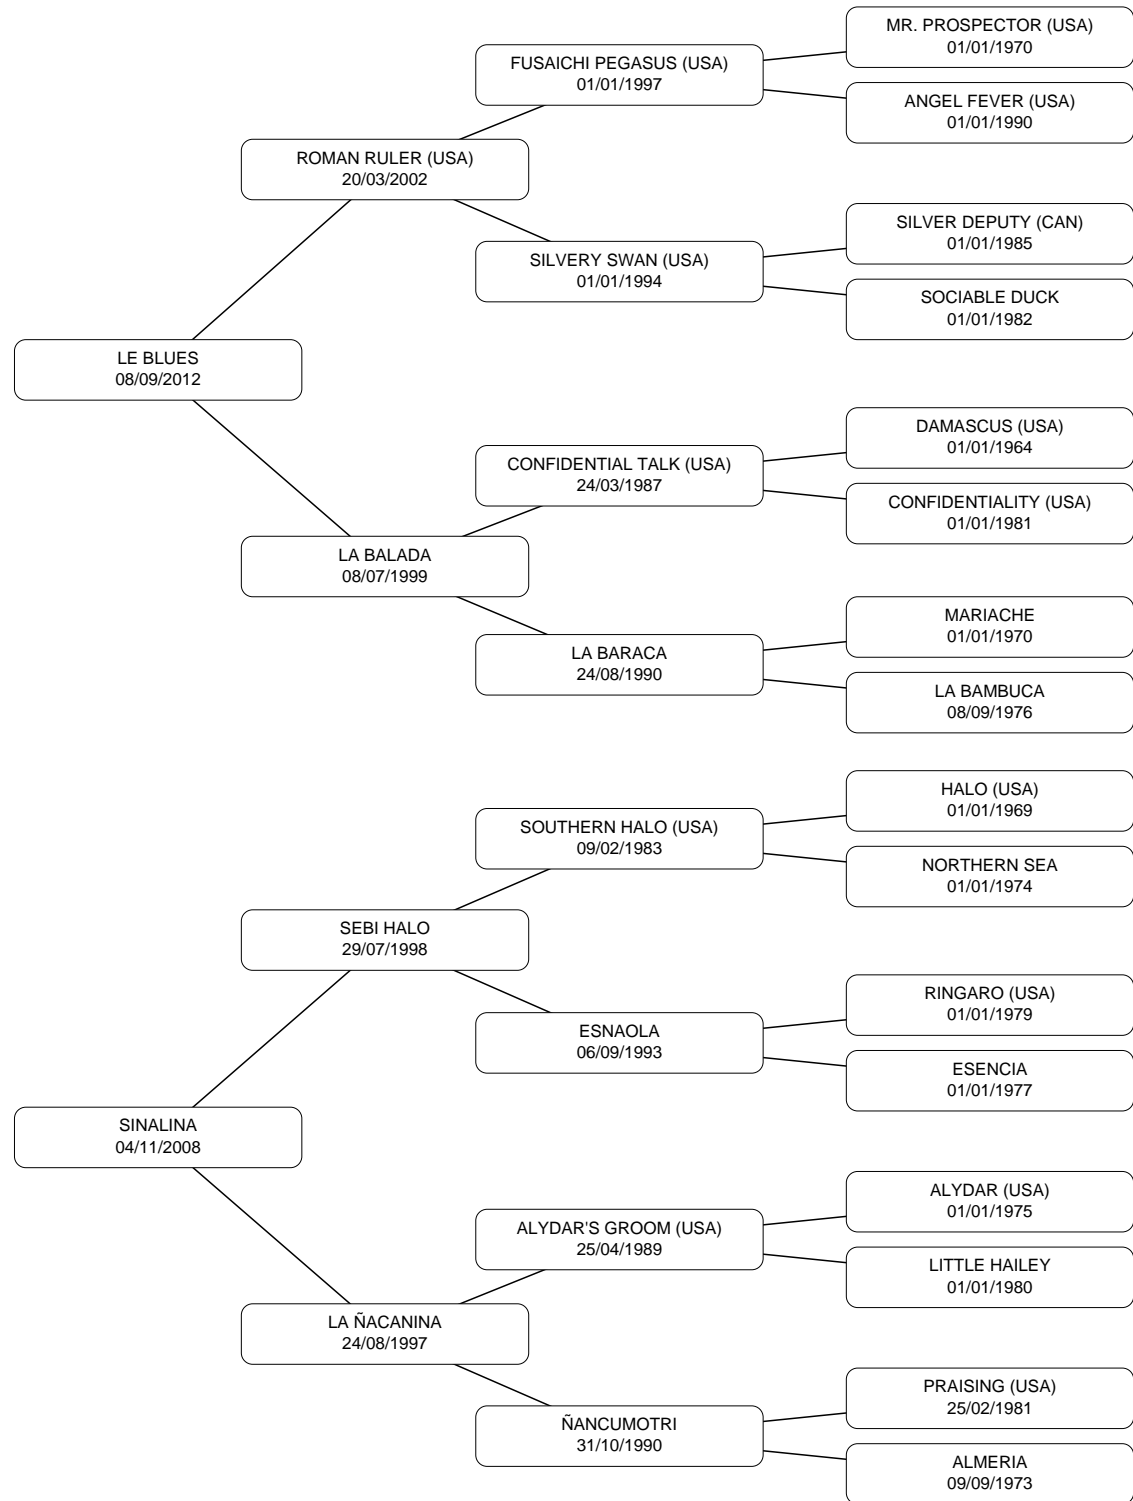 MR. PROSPECTOR (USA)
01/01/1970
FUSAICHI PEGASUS (USA)
01/01/1997
ANGEL FEVER (USA)
01/01/1990
ROMAN RULER (USA)
20/03/2002
SILVER DEPUTY (CAN)
01/01/1985
SILVERY SWAN (USA)
01/01/1994
SOCIABLE DUCK
01/01/1982
LE BLUES
08/09/2012
DAMASCUS (USA)
01/01/1964
CONFIDENTIAL TALK (USA)
24/03/1987
CONFIDENTIALITY (USA)
01/01/1981
LA BALADA
08/07/1999
MARIACHE
01/01/1970
LA BARACA
24/08/1990
LA BAMBUCA
08/09/1976
HALO (USA)
01/01/1969
SOUTHERN HALO (USA)
09/02/1983
NORTHERN SEA
01/01/1974
SEBI HALO
29/07/1998
RINGARO (USA)
01/01/1979
ESNAOLA
06/09/1993
ESENCIA
01/01/1977
SINALINA
04/11/2008
ALYDAR (USA)
01/01/1975
ALYDAR'S GROOM (USA)
25/04/1989
LITTLE HAILEY
01/01/1980
LA ÑACANINA
24/08/1997
PRAISING (USA)
25/02/1981
ÑANCUMOTRI
31/10/1990
ALMERIA
09/09/1973